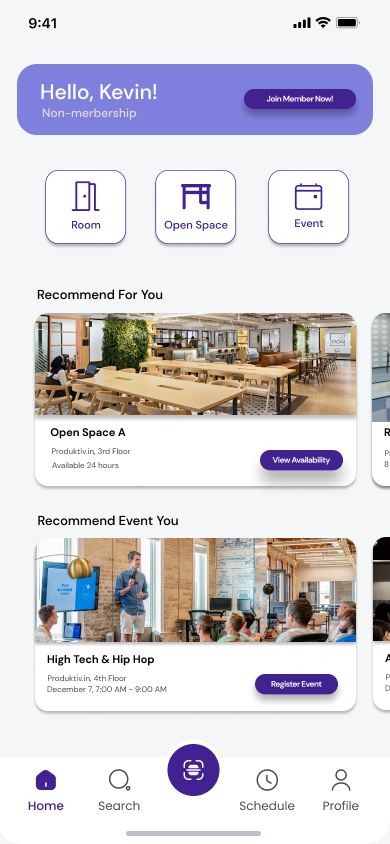 9:41
Hello, Kevin!
Non-merbership
Join Member Now!
Room
Open Space
Event
Recommend For You
Open Space A
Produktiv.in, 3rd Floor
Available 24 hours
View Availability
Recommend Event You
High Tech & Hip Hop
Produktiv.in, 4th Floor
December 7, 7:00 AM - 9:00 AM
Register Event
Home
Search
Schedule
Profile